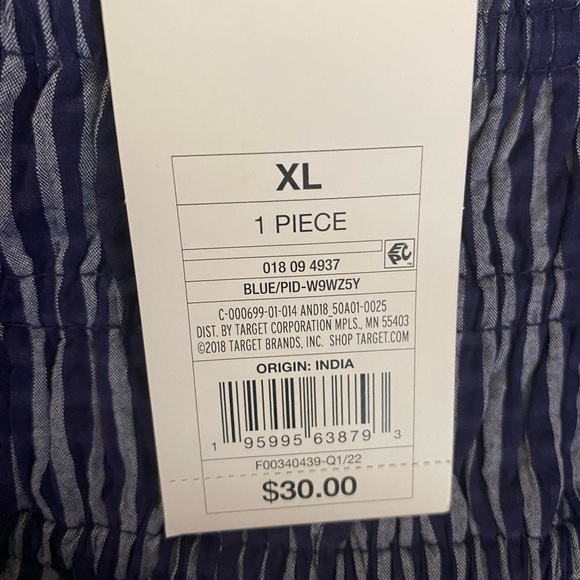 XL
1 PIECE
EPC
018 09 4937
BLUE/PID-W9WZ5Y
C-000699-01-014 AND18_50A01-0025
DIST. BY TARGET CORPORATION MPLS., MN 55403
©2018 TARGET BRANDS, INC. SHOP TARGET.COM
ORIGIN: INDIA
1 95995 63879 3
F00340439-Q1/22
$30.00